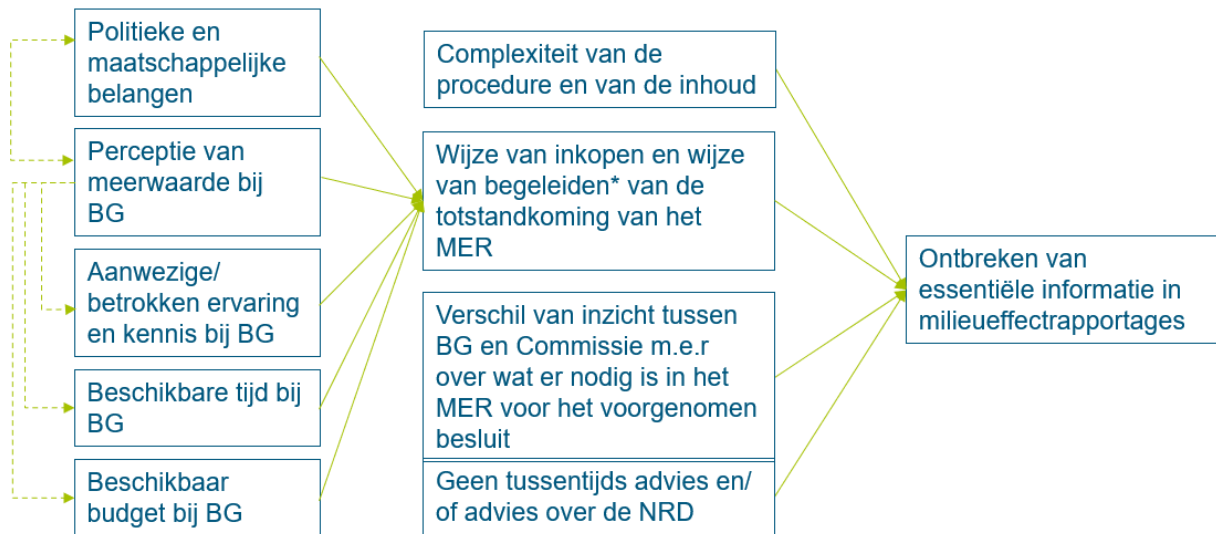 Politieke en
maatschappelijke
belangen
Perceptie van
meerwaarde bij
BG
Aanwezige/
betrokken ervaring
en kennis bij BG
Beschikbare tijd bij
BG
Beschikbaar
budget bij BG
Complexiteit van de
procedure en van de inhoud
Wijze van inkopen en wijze
van begeleiden* van de
totstandkoming van het
MER
Verschil van inzicht tussen
BG en Commissie m.e.r
over wat er nodig is in het
MER voor het voorgenomen
besluit
Geen tussentijds advies en/
of advies over de NRD
Ontbreken van
essentiële informatie in
milieueffectrapportages